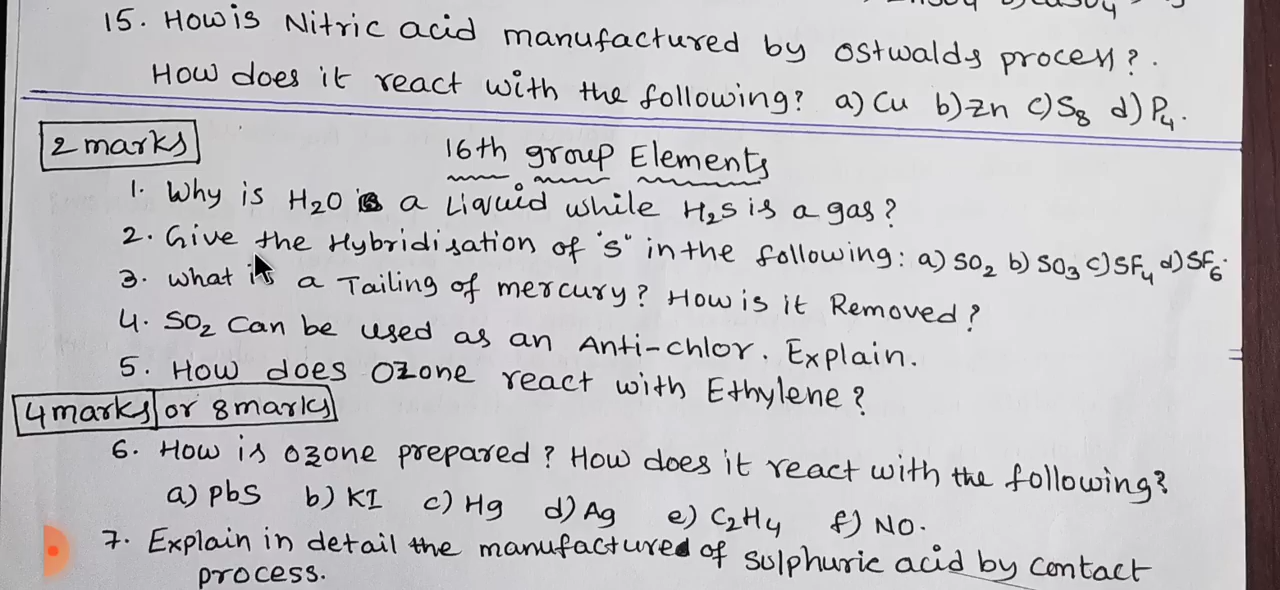 15. How is Nitric acid manufactured by ostwalds process?.
How does it react with the following? a) Cu b) Zn c) S8 d) P4.
2 marks
16th group Elements
1. Why is H2O is a Liquid while H2S is a gas?
2. Give the Hybridisation of "S" in the following: a) SO2 b) SO3 c) SF4 d) SF6.
3. what is a Tailing of mercury? How is it Removed?
4. SO2 can be used as an Anti-chlor. Explain.
5. How does Ozone react with Ethylene?
4 marks or 8 marks
6. How is ozone prepared? How does it react with the following?
a) PbS b) KI c) Hg d) Ag e) C2H4 f) NO.
7. Explain in detail the manufactured of sulphuric acid by contact
process.